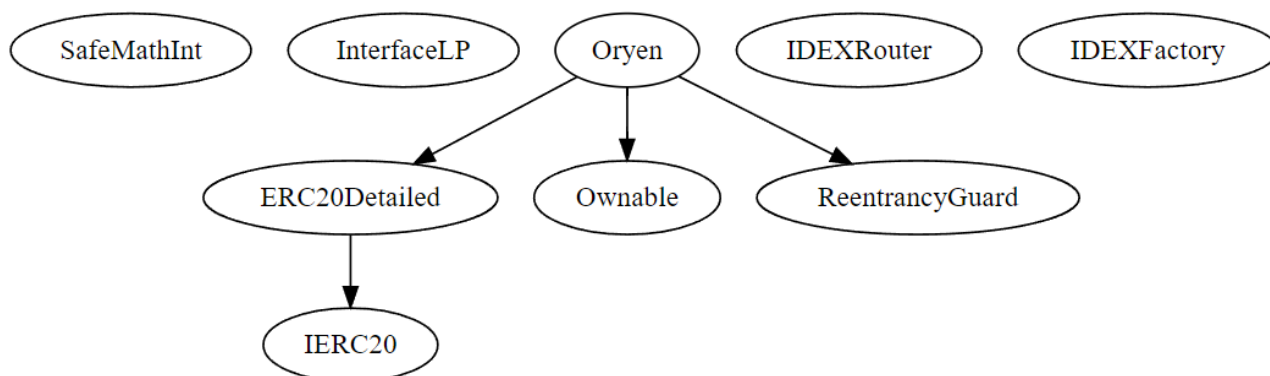 SafeMathInt
InterfaceLP
Oryen
IDEXRouter
IDEXFactory
ERC20Detailed
Ownable
ReentrancyGuard
IERC20